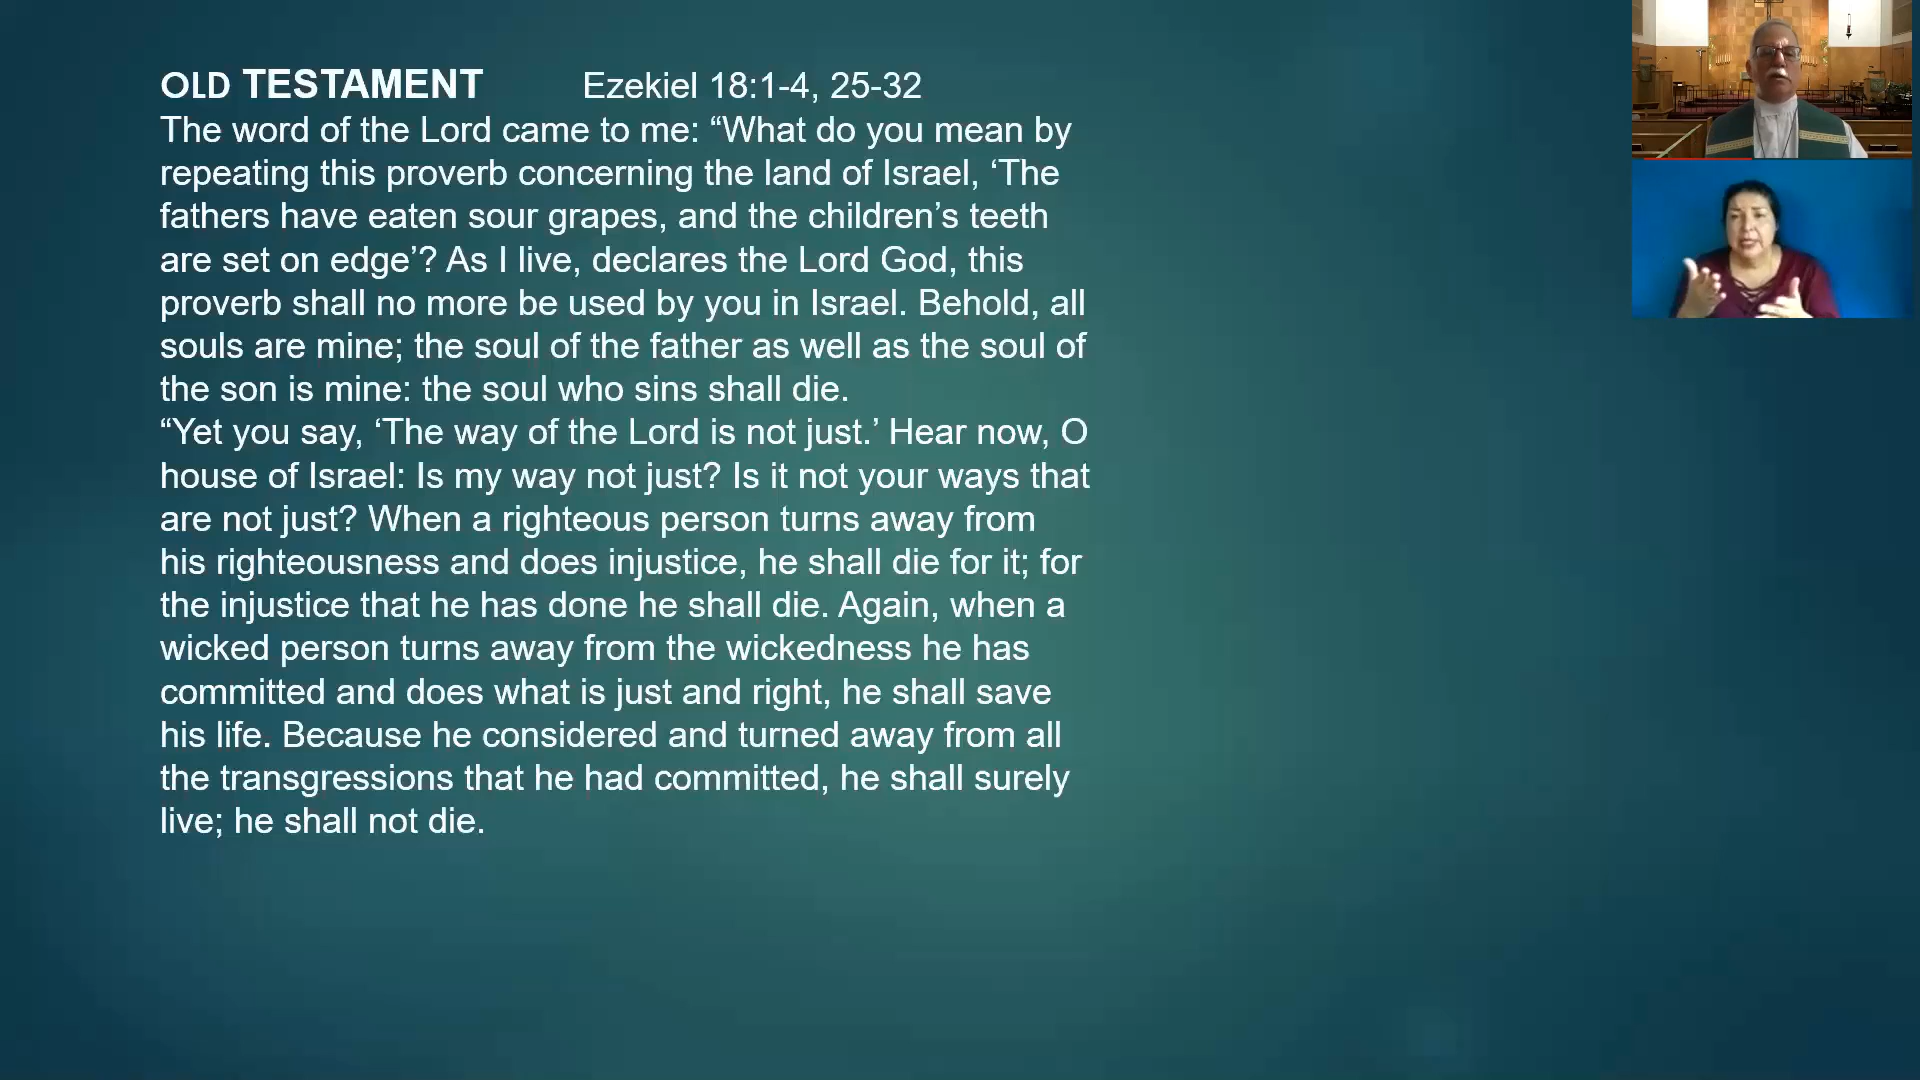 OLD TESTAMENT Ezekiel 18:1-4, 25-32
The word of the Lord came to me: “What do you mean by
repeating this proverb concerning the land of Israel, ‘The
fathers have eaten sour grapes, and the children’s teeth
are set on edge’? As I live, declares the Lord God, this
proverb shall no more be used by you in Israel. Behold, all
souls are mine; the soul of the father as well as the soul of
the son is mine: the soul who sins shall die.
“Yet you say, ‘The way of the Lord is not just.’ Hear now, O
house of Israel: Is my way not just? Is it not your ways that
are not just? When a righteous person turns away from
his righteousness and does injustice, he shall die for it; for
the injustice that he has done he shall die. Again, when a
wicked person turns away from the wickedness he has
committed and does what is just and right, he shall save
his life. Because he considered and turned away from all
the transgressions that he had committed, he shall surely
live; he shall not die.